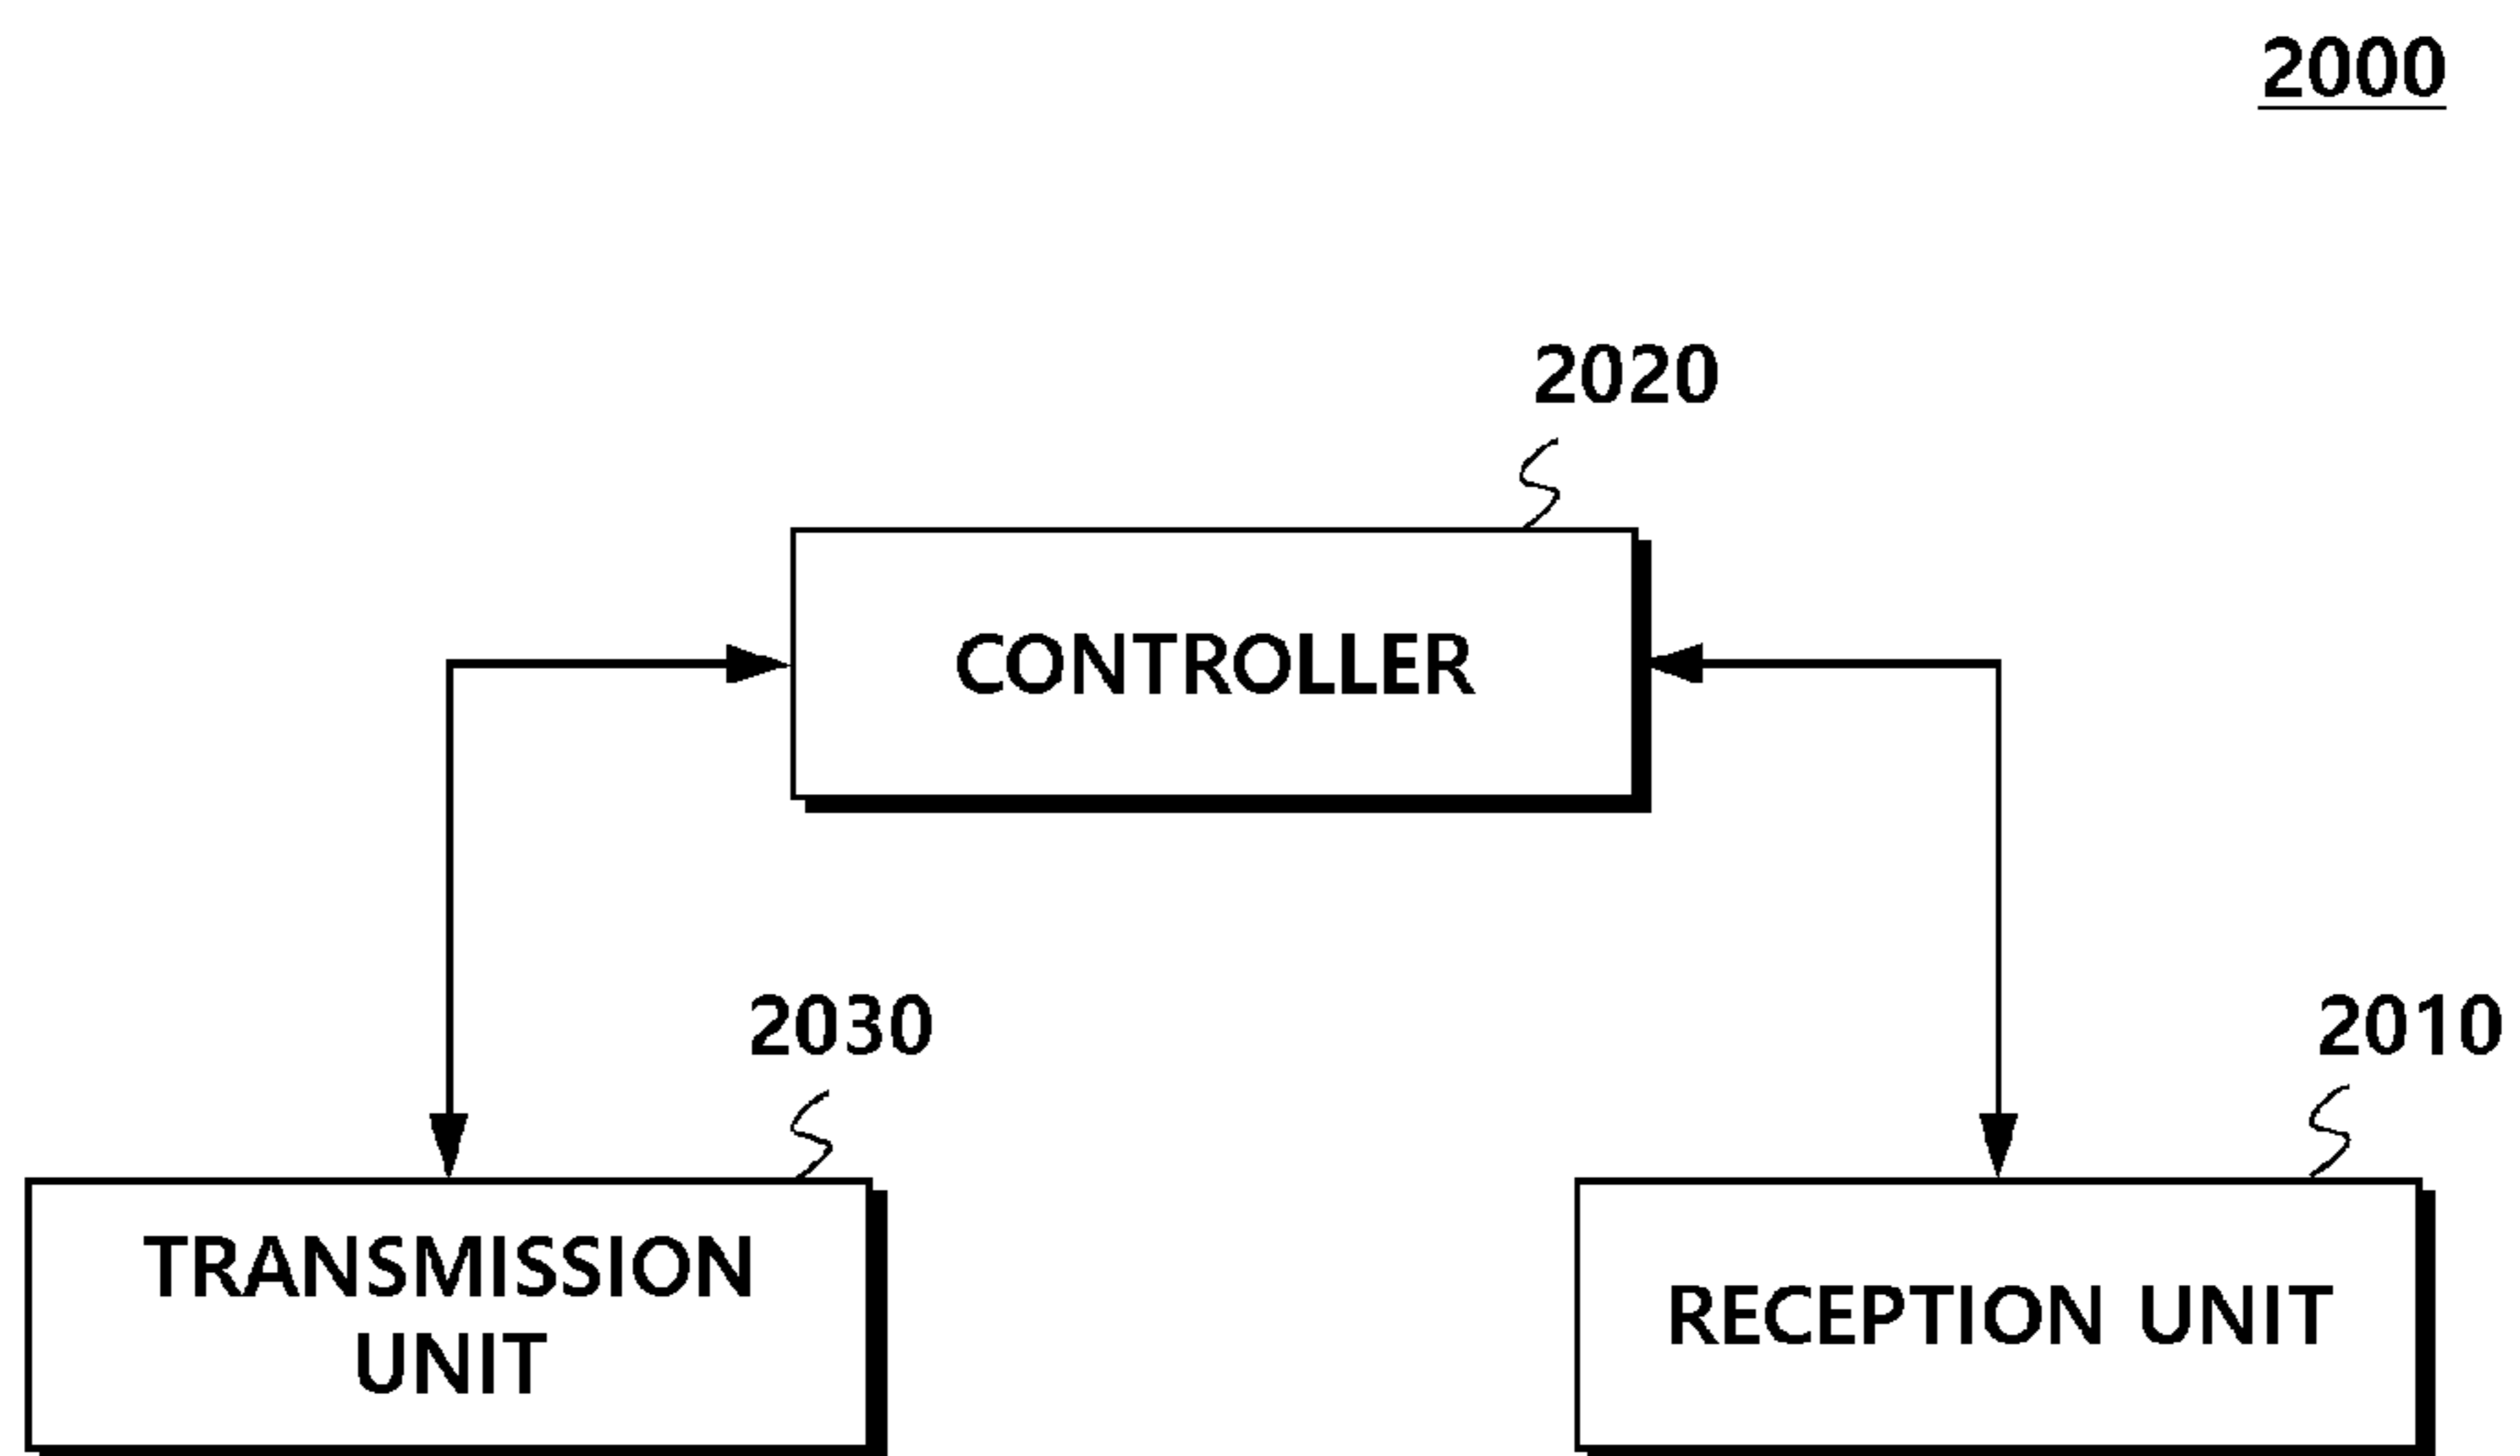 2000
2020
CONTROLLER
2030
2010
TRANSMISSION
UNIT
RECEPTION UNIT